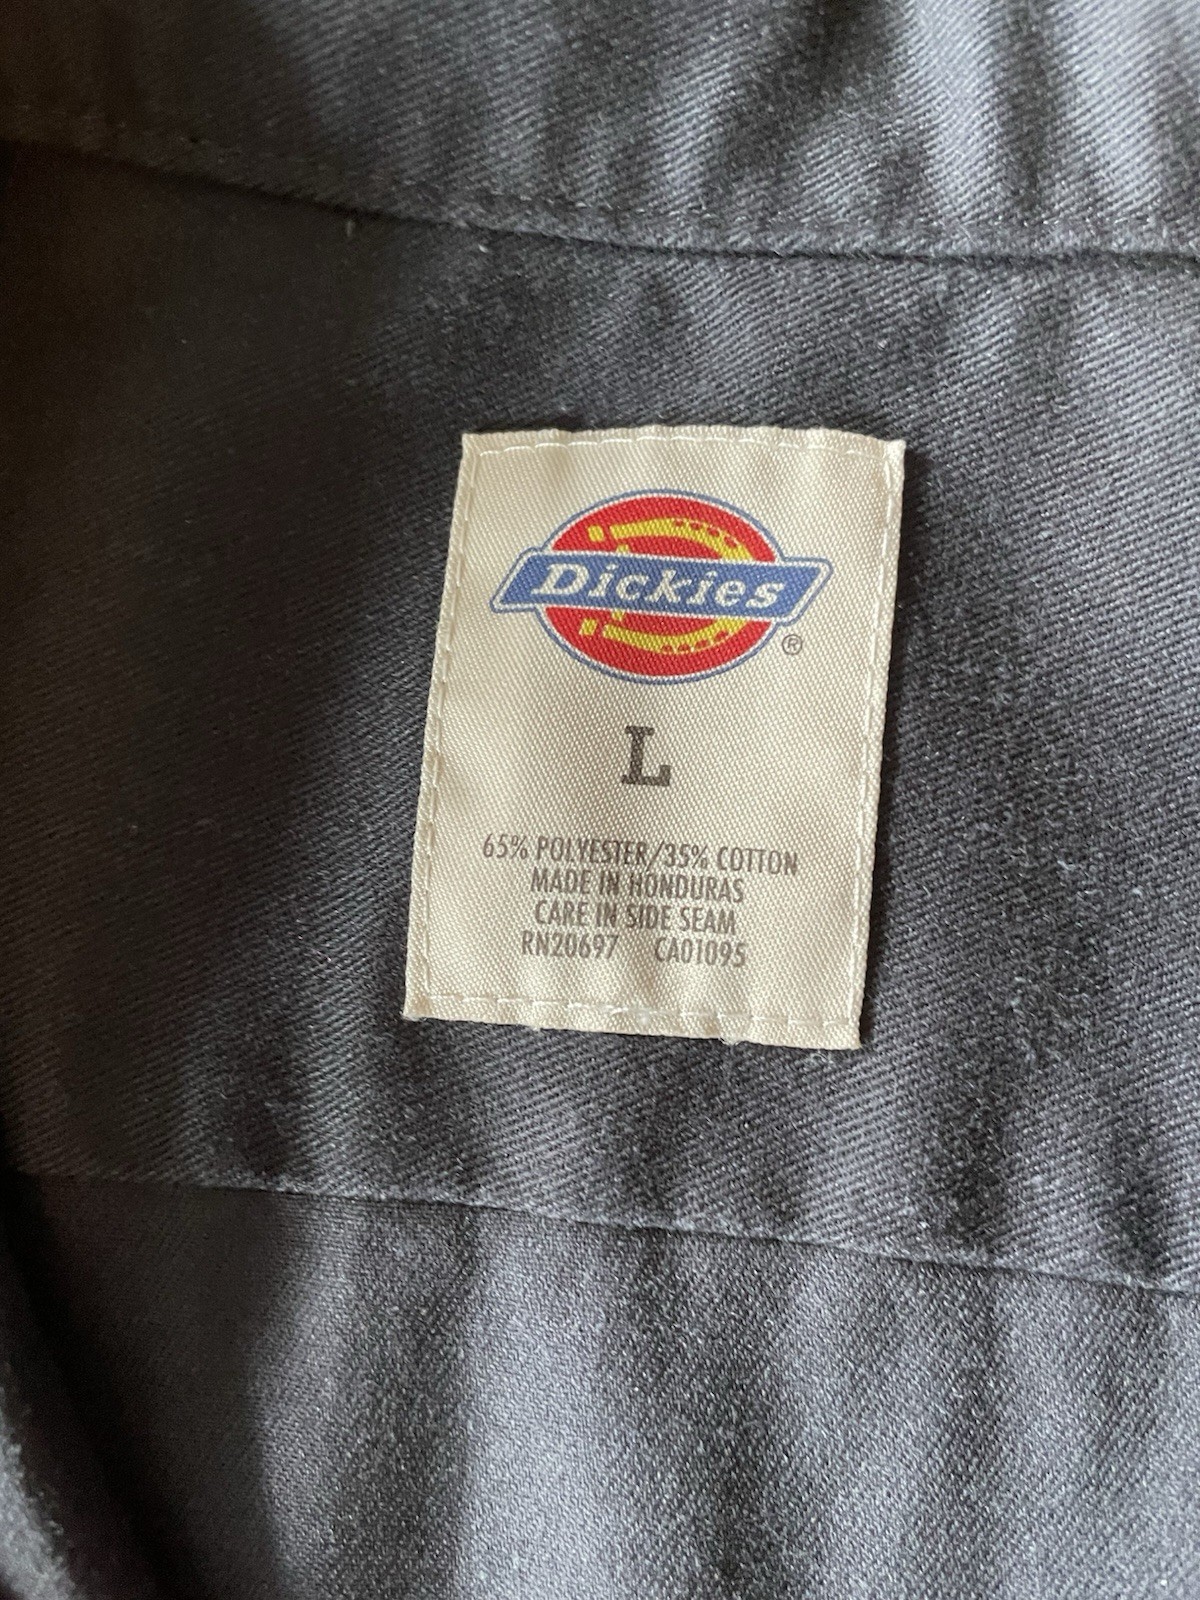 Dickies
®
L
65% POLYESTER/35% COTTON
MADE IN HONDURAS
CARE IN SIDE SEAM
RN20697 CA01095